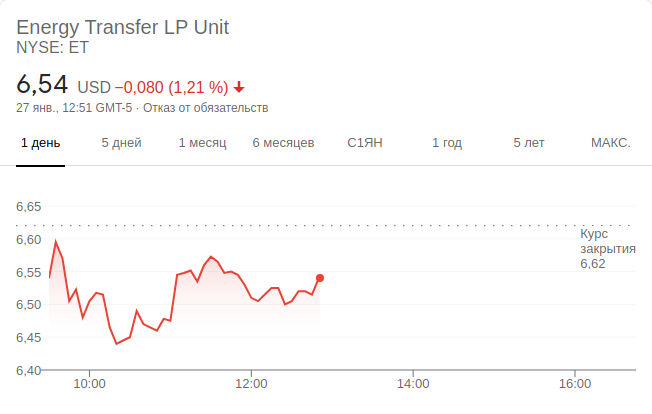 Energy Transfer LP Unit
NYSE: ET
6,54 USD −0,080 (1,21 %)
27 янв., 12:51 GMT-5 · Отказ от обязательств
1 день 5 дней 1 месяц 6 месяцев С1ЯН 1 год 5 лет МАКС.
6,65
6,60
6,55
6,50
6,45
6,40
Курс
закрытия
6,62
10:00 12:00 14:00 16:00